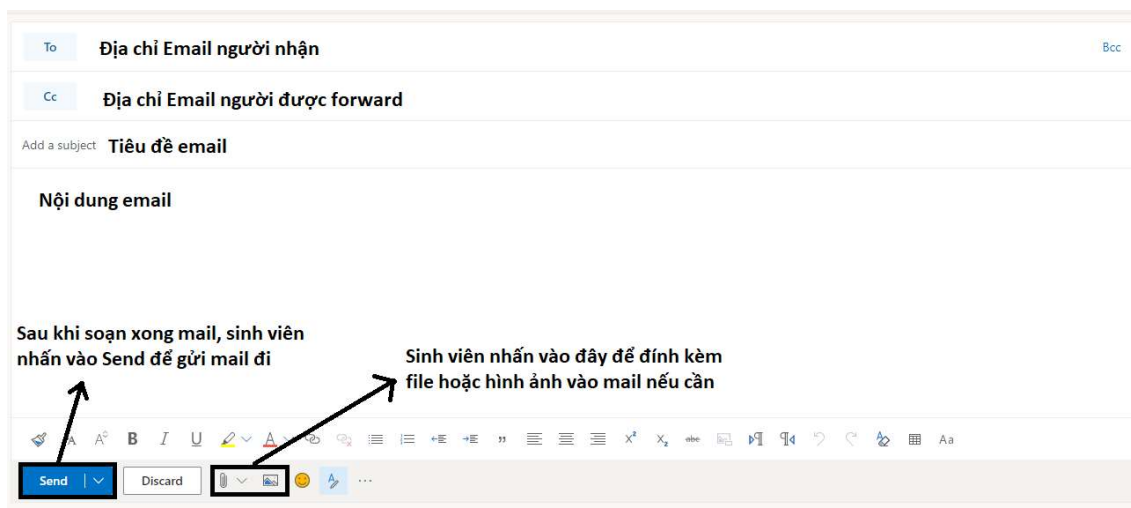 To Địa chỉ Email người nhận Bcc
Cc Địa chỉ Email người được forward
Add a subject Tiêu đề email
Nội dung email
Sau khi soạn xong mail, sinh viên
nhấn vào Send để gửi mail đi
Sinh viên nhấn vào đây để đính kèm
file hoặc hình ảnh vào mail nếu cần
Send Discard